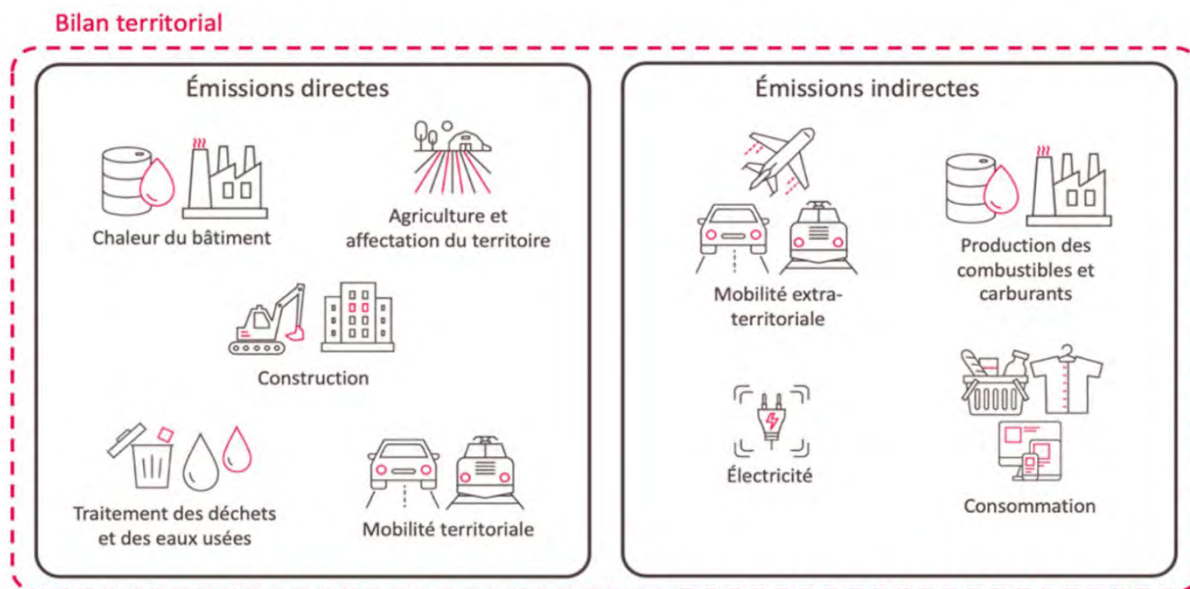 Bilan territorial
Émissions directes
Chaleur du bâtiment
Agriculture et
affectation du territoire
Construction
Traitement des déchets
et des eaux usées
Mobilité territoriale
Émissions indirectes
Mobilité extra-
territoriale
Production des
combustibles et
carburants
Électricité
Consommation